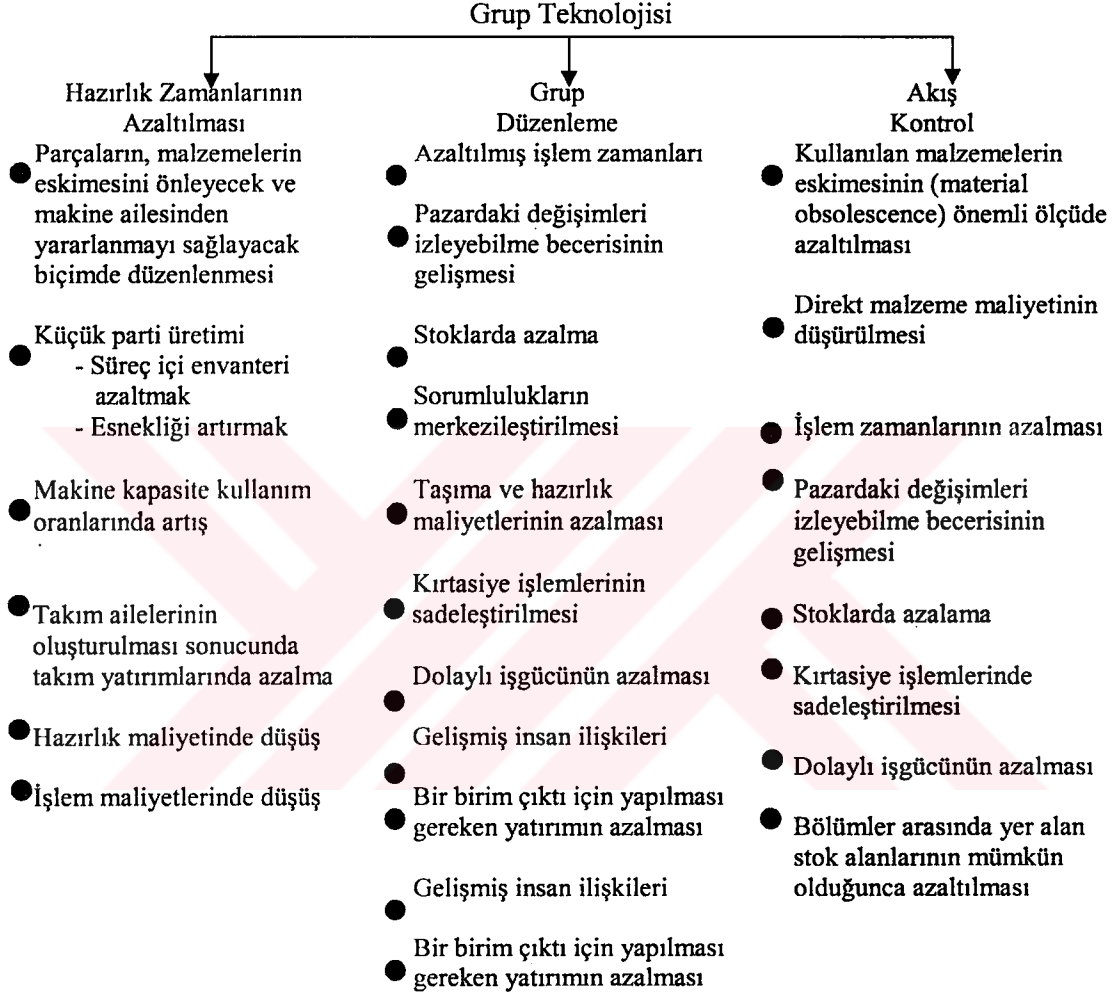 Grup Teknolojisi
Hazırlık Zamanlarının
Azaltılması
Parçaların, malzemelerin
eskimesini önleyecek ve
makine ailesinden
yararlanmayı sağlayacak
biçimde düzenlenmesi
Küçük parti üretimi
- Süreç içi envanteri
azaltmak
- Esnekliği artırmak
Makine kapasite kullanım
oranlarında artış
Takım ailelerinin
oluşturulması sonucunda
takım yatırımlarında azalma
Hazırlık maliyetinde düşüş
İşlem maliyetlerinde düşüş
Grup
Düzenleme
Azaltılmış işlem zamanları
Pazardaki değişimleri
izleyebilme becerisinin
gelişmesi
Stoklarda azalma
Sorumlulukların
merkezileştirilmesi
Taşıma ve hazırlık
maliyetlerinin azalması
Kırtasiye işlemlerinin
sadeleştirilmesi
Dolaylı işgücünün azalması
Gelişmiş insan ilişkileri
Bir birim çıktı için yapılması
gereken yatırımın azalması
Gelişmiş insan ilişkileri
Bir birim çıktı için yapılması
gereken yatırımın azalması
Akış
Kontrol
Kullanılan malzemelerin
eskimesinin (material
obsolescence) önemli ölçüde
azaltılması
Direkt malzeme maliyetinin
düşürülmesi
İşlem zamanlarının azalması
Pazardaki değişimleri
izleyebilme becerisinin
gelişmesi
Stoklarda azalama
Kırtasiye işlemlerinde
sadeleştirilmesi
Dolaylı işgücünün azalması
Bölümler arasında yer alan
stok alanlarının mümkün
olduğunca azaltılması